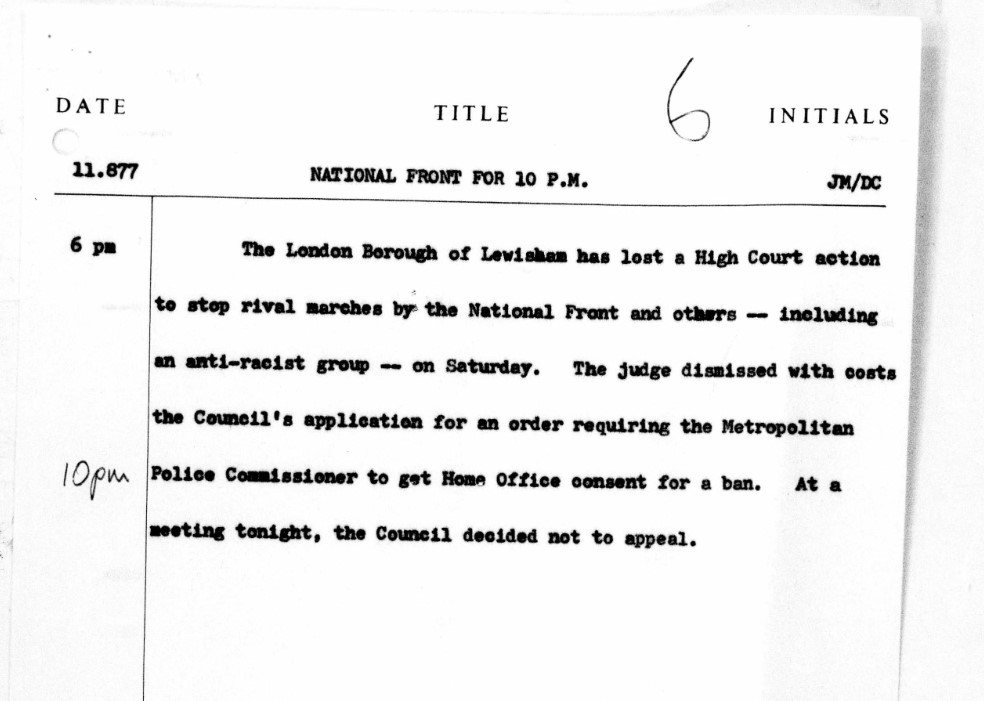 6
DATE TITLE INITIALS
11.877 NATIONAL FRONT FOR 10 P.M. JM/DC
6 pm The London Borough of Lewisham has lost a High Court action
to stop rival marches by the National Front and others -- including
an anti-racist group -- on Saturday. The judge dismissed with costs
the Council's application for an order requiring the Metropolitan
10pm Police Commissioner to get Home Office consent for a ban. At a
meeting tonight, the Council decided not to appeal.